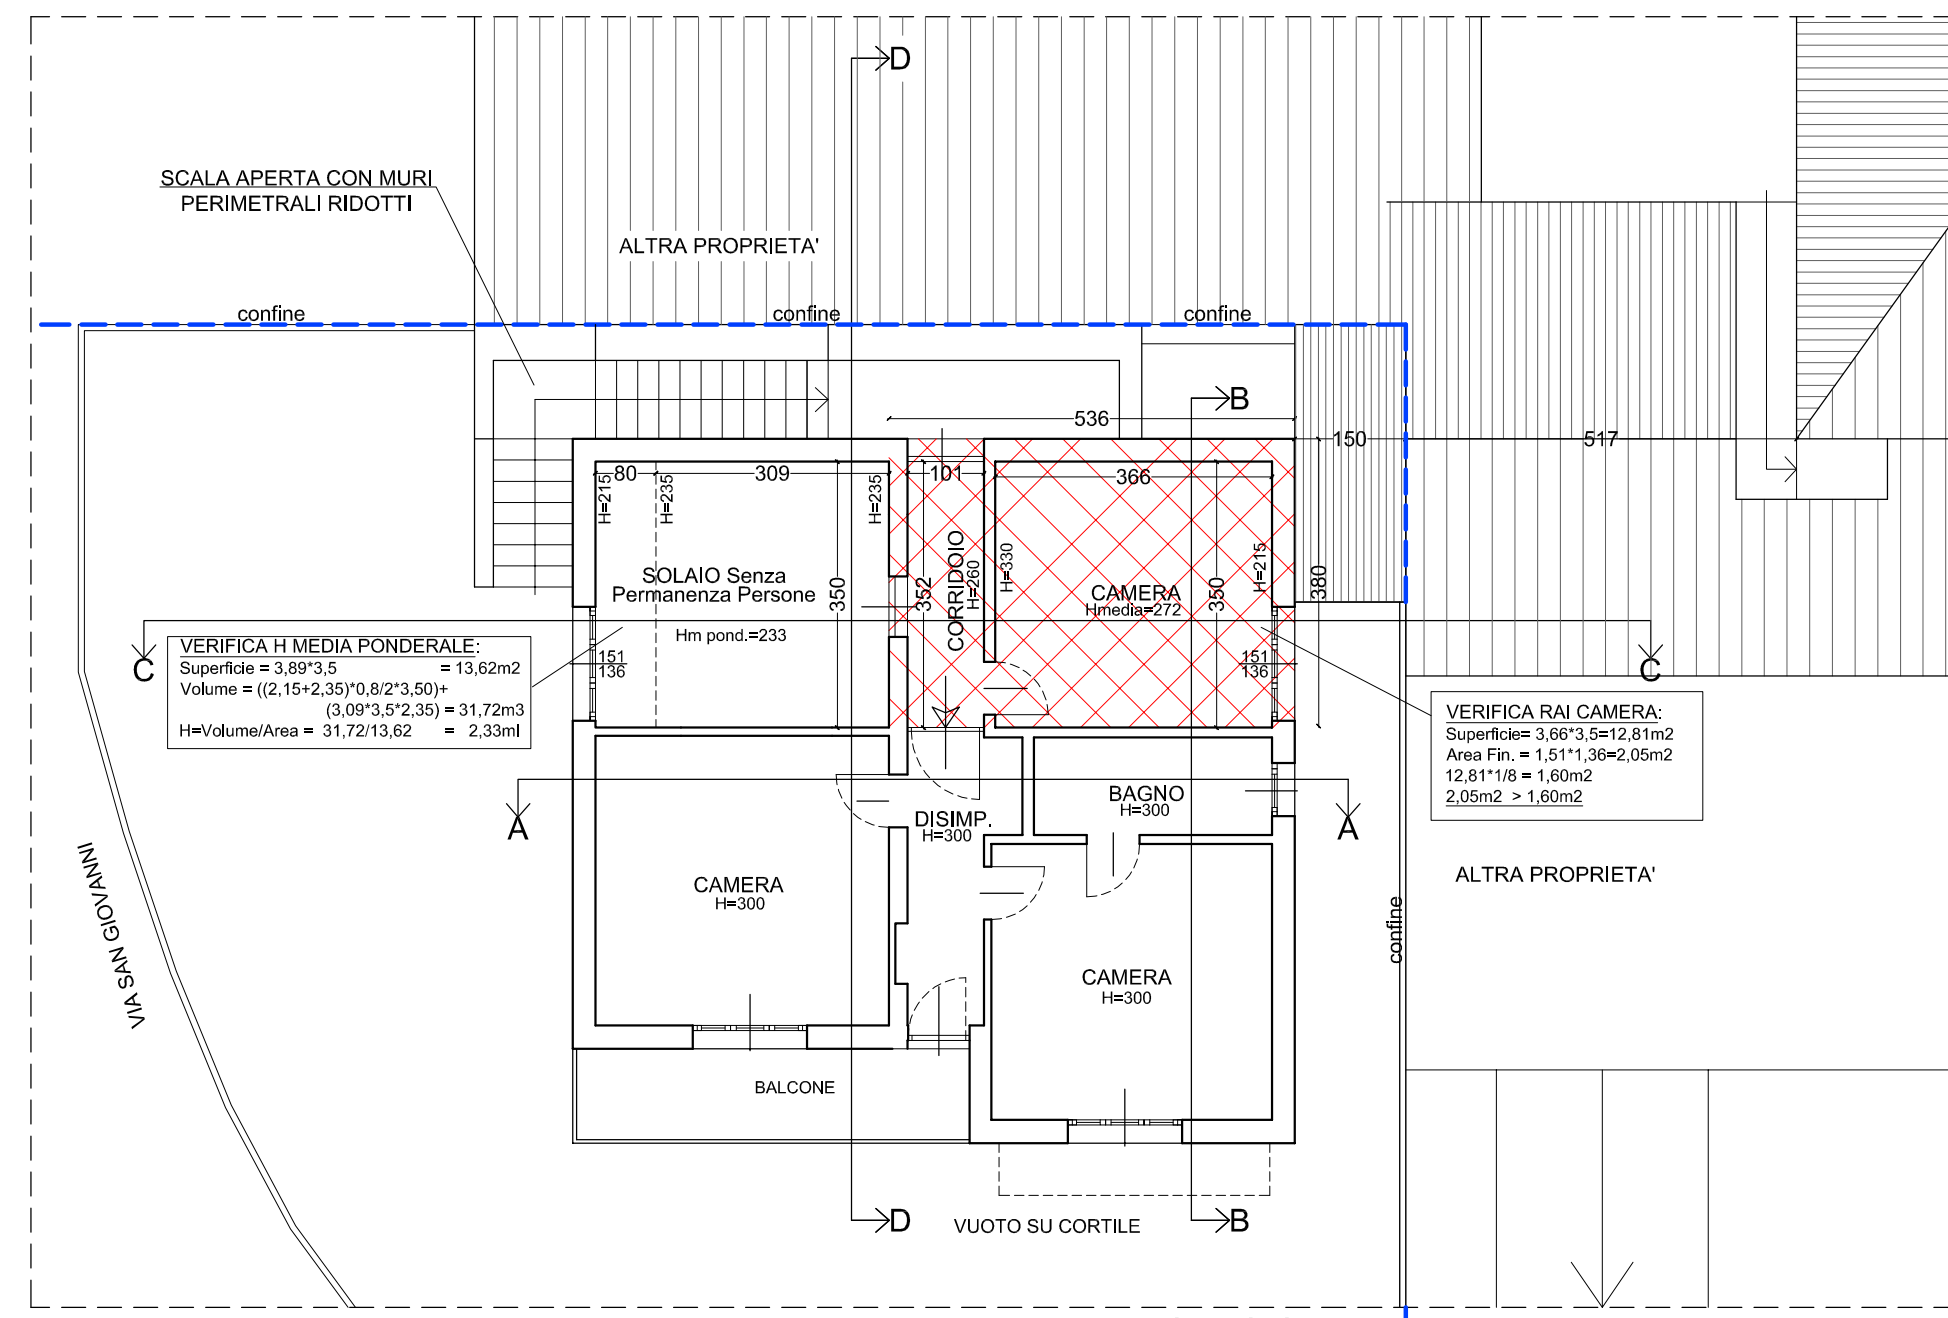 D
SCALA APERTA CON MURI
PERIMETRALI RIDOTTI
ALTRA PROPRIETA'
confine
confine
confine
B
536
150
517
80
309
101
366
H=215
H=235
H=235
SOLAIO Senza
Permanenza Persone
Hm pond.=233
350
352
CORRIDOIO
H=260
H=330
CAMERA
Hmedia=272
350
H=215
380
151
136
151
136
C
C
VERIFICA H MEDIA PONDERALE:
Superficie = 3,89*3,5 = 13,62m2
Volume = ((2,15+2,35)*0,8/2*3,50)+
(3,09*3,5*2,35) = 31,72m3
H=Volume/Area = 31,72/13,62 = 2,33ml
VERIFICA RAI CAMERA:
Superficie= 3,66*3,5=12,81m2
Area Fin. = 1,51*1,36=2,05m2
12,81*1/8 = 1,60m2
2,05m2 > 1,60m2
A
A
BAGNO
H=300
DISIMP.
H=300
CAMERA
H=300
ALTRA PROPRIETA'
VIA SAN GIOVANNI
confine
CAMERA
H=300
BALCONE
D
VUOTO SU CORTILE
B